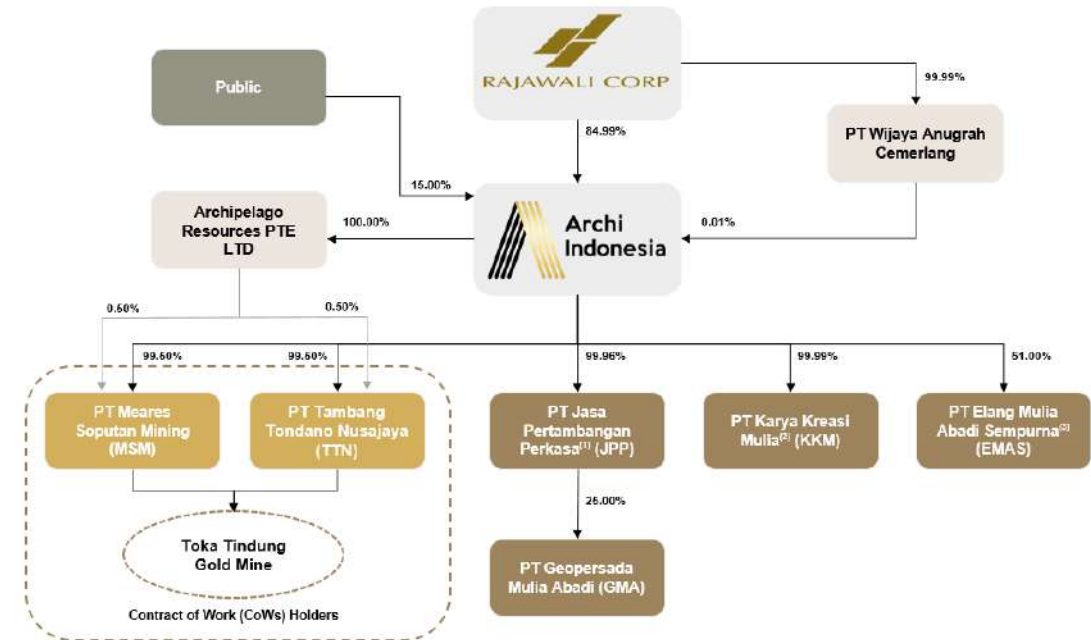 RAJAWALI CORP
Public
99.99%
84.99%
PT Wijaya Anugrah
Cemerlang
15.00%
Archipelago
Resources PTE
LTD
100.00%
Archi
Indonesia
0.01%
0.50%
0.50%
99.50%
99.50%
99.96%
99.99%
51.00%
PT Meares
Soputan Mining
(MSM)
PT Tambang
Tondano Nusajaya
(TTN)
PT Jasa
Pertambangan
Perkasa(1) (JPP)
PT Karya Kreasi
Mulia(2) (KKM)
PT Elang Mulia
Abadi Sempurna(3)
(EMAS)
25.00%
Toka Tindung
Gold Mine
PT Geopersada
Mulia Abadi (GMA)
Contract of Work (CoWs) Holders